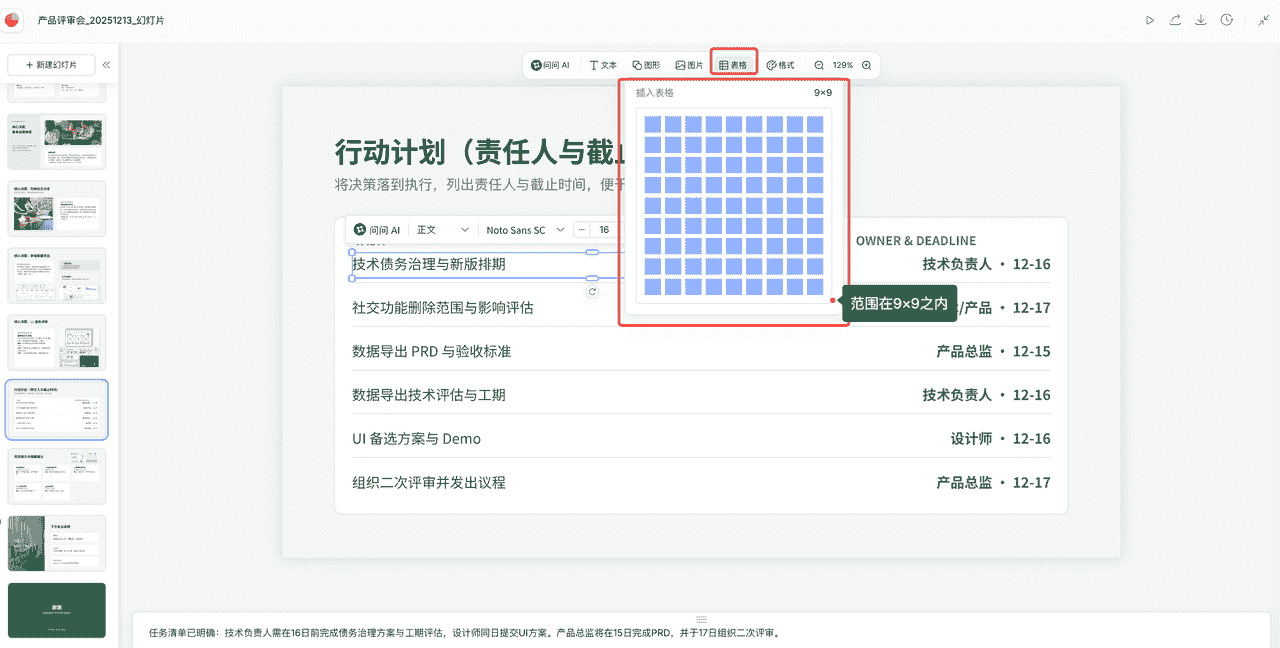 产品评审会_20251213_幻灯片
+ 新建幻灯片
问问 AI 文本 图形 图片 表格 格式 129%
插入表格 9×9
行动计划（责任人与截
将决策落到执行，列出责任人与截止时间，便于
问问 AI 正文 Noto Sans SC 16
OWNER & DEADLINE
技术债务治理与新版排期 技术负责人 • 12-16
范围在9×9之内
社交功能删除范围与影响评估 /产品 • 12-17
数据导出 PRD 与验收标准 产品总监 • 12-15
数据导出技术评估与工期 技术负责人 • 12-16
UI 备选方案与 Demo 设计师 • 12-16
组织二次评审并发出议程 产品总监 • 12-17
谢谢
任务清单已明确：技术负责人需在16日前完成债务治理方案与工期评估，设计师同日提交UI方案。产品总监将在15日完成PRD，并于17日组织二次评审。